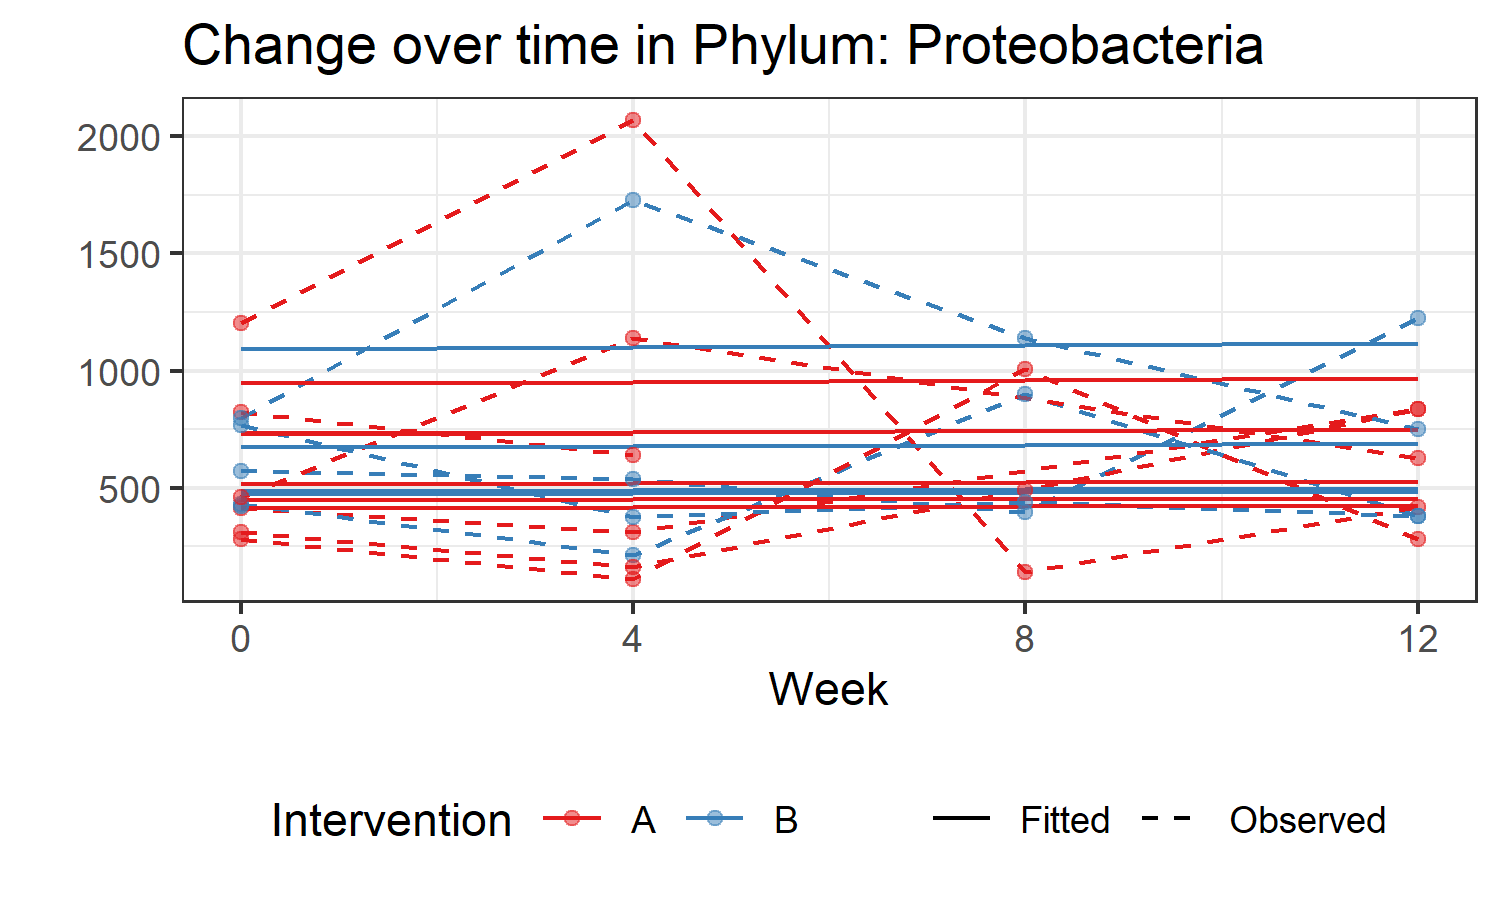 Change over time in Phylum: Proteobacteria
2000
1500
1000
500
0 4 8 12
Week
Intervention A B Fitted Observed